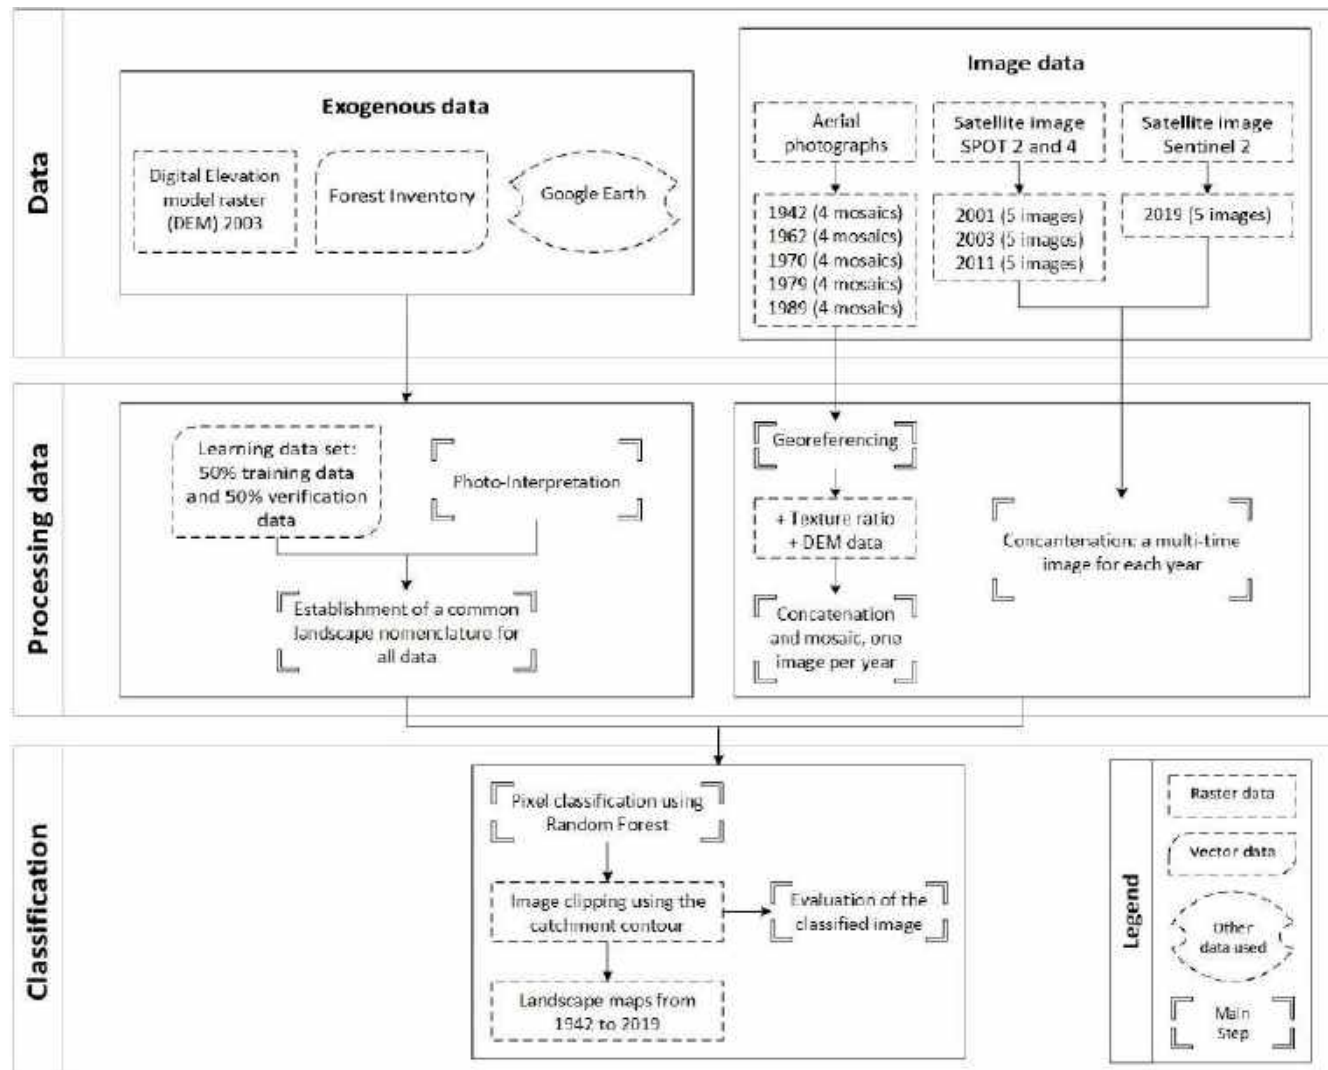 Data
Exogenous data
Digital Elevation
model raster
(DEM) 2003
Forest Inventory
Google Earth
Image data
Aerial
photographs
Satellite image
SPOT 2 and 4
Satellite image
Sentinel 2
1942 (4 mosaics)
1962 (4 mosaics)
1970 (4 mosaics)
1979 (4 mosaics)
1989 (4 mosaics)
2001 (5 images)
2003 (5 images)
2011 (5 images)
2019 (5 images)
Processing data
Learning data set:
50% training data
and 50% verification
data
Photo-Interpretation
Establishment of a common
landscape nomenclature for
all data
Georeferencing
+ Texture ratio
+ DEM data
Concatenation
and mosaic, one
image per year
Concantenation: a multi-time
image for each year
Classification
Pixel classification using
Random Forest
Image clipping using the
catchment contour
Evaluation of the
classified image
Landscape maps from
1942 to 2019
Legend
Raster data
Vector data
Other
data used
Main
Step